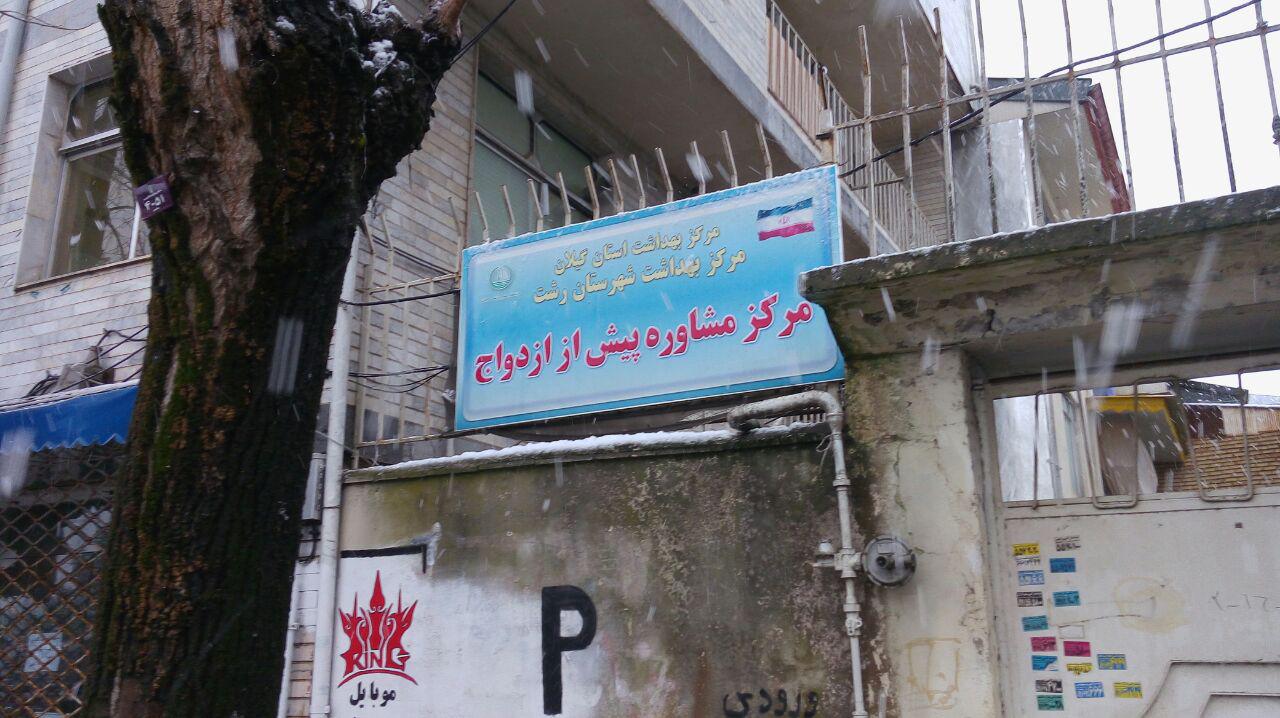 مرکز بهداشت استان گیلان
مرکز بهداشت شهرستان رشت
مرکز مشاوره پیش از ازدواج
KING
موبایل
P
ورودی